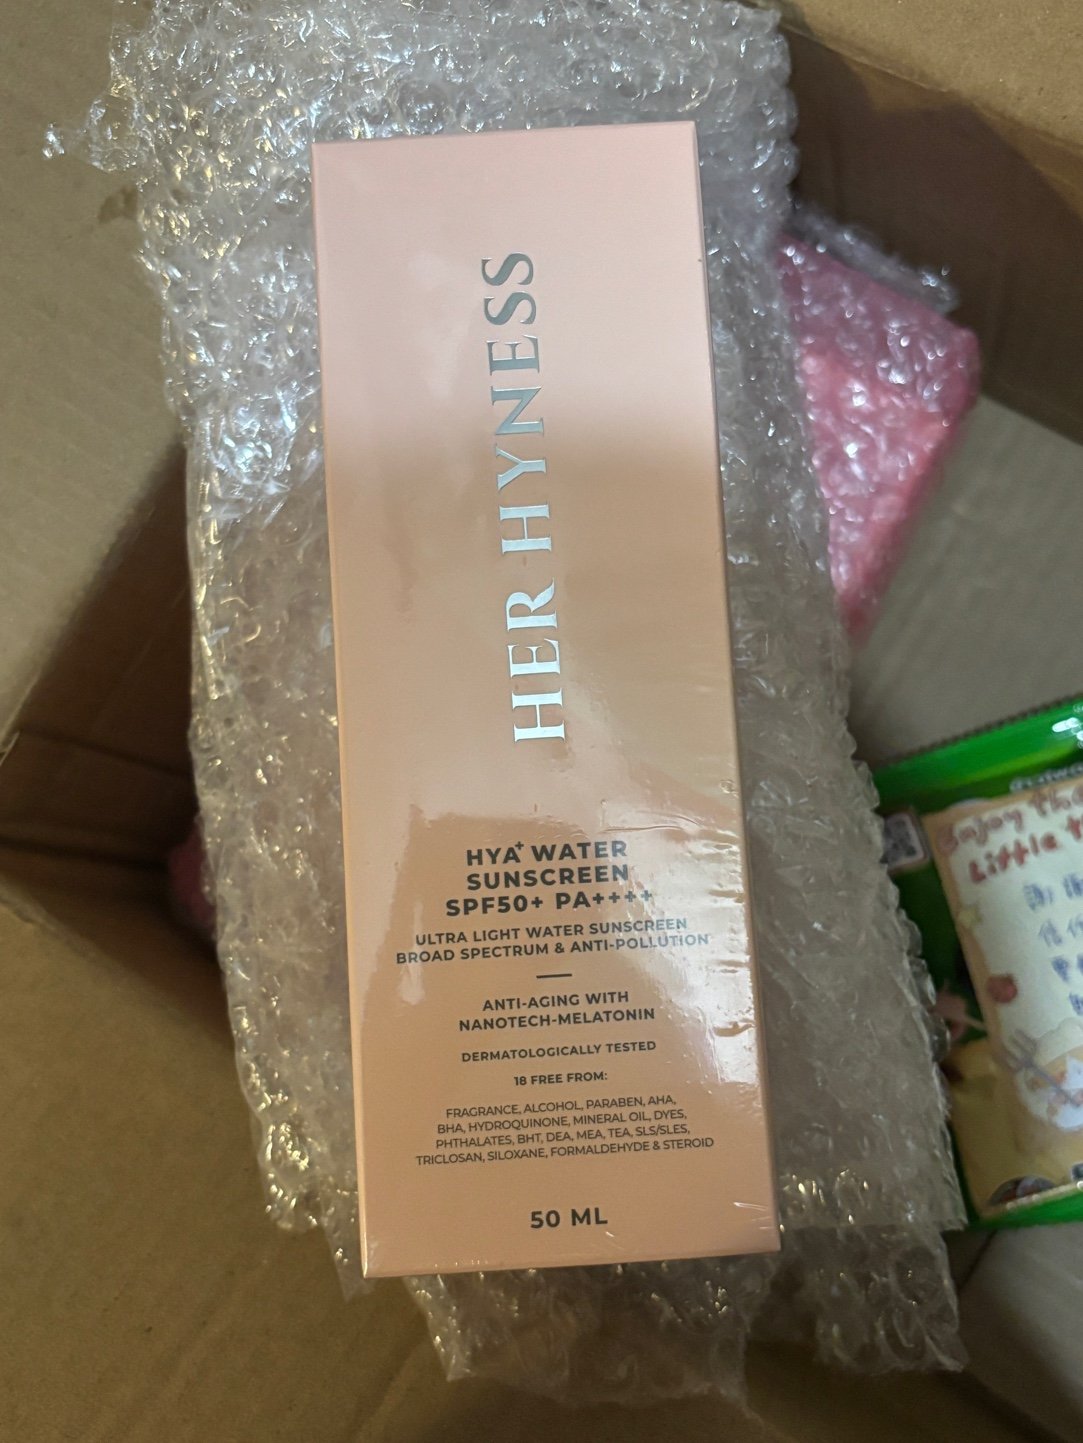 HER HYNESS
HYA+ WATER
SUNSCREEN
SPF50+ PA++++
ULTRA LIGHT WATER SUNSCREEN
BROAD SPECTRUM & ANTI-POLLUTION
ANTI-AGING WITH
NANOTECH-MELATONIN
DERMATOLOGICALLY TESTED
18 FREE FROM:
FRAGRANCE, ALCOHOL, PARABEN, AHA,
BHA, HYDROQUINONE, MINERAL OIL, DYES,
PHTHALATES, BHT, DEA, MEA, TEA, SLS/SLES,
TRICLOSAN, SILOXANE, FORMALDEHYDE & STEROID
50 ML
Enjoy
Little